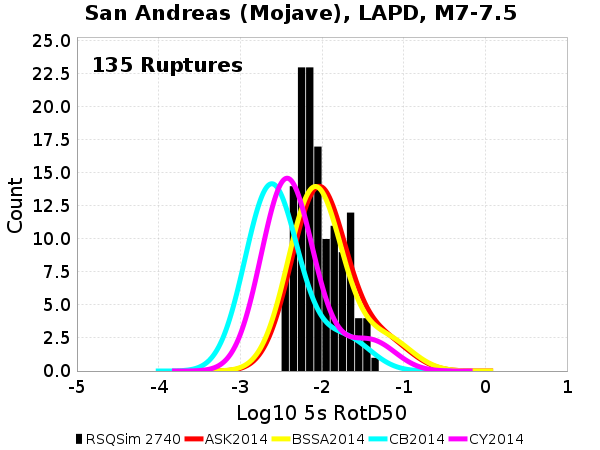 San Andreas (Mojave), LAPD, M7-7.5
135 Ruptures
25.0
22.5
20.0
17.5
15.0
12.5
10.0
7.5
5.0
2.5
0.0
Count
-5 -4 -3 -2 -1 0 1
Log10 5s RotD50
RSQSim 2740 ASK2014 BSSA2014 CB2014 CY2014